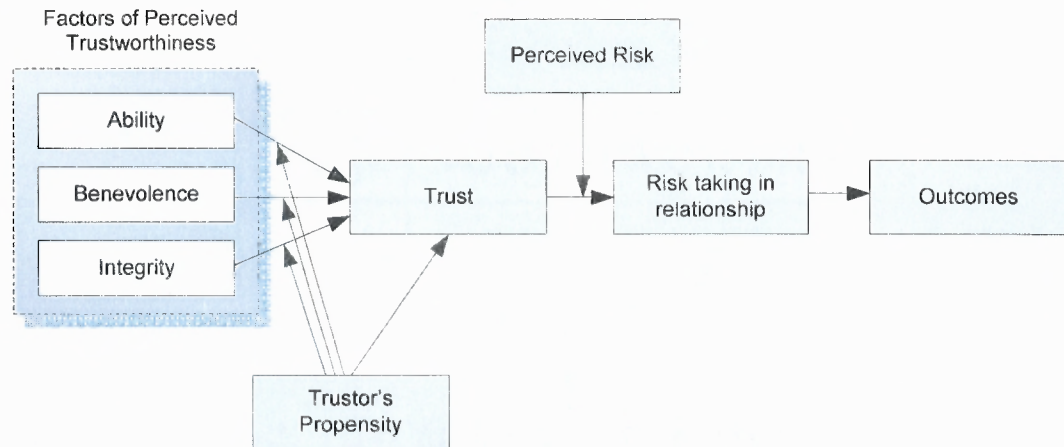 Factors of Perceived
Trustworthiness
Perceived Risk
Ability
Benevolence
Integrity
Trust
Risk taking in
relationship
Outcomes
Trustor's
Propensity